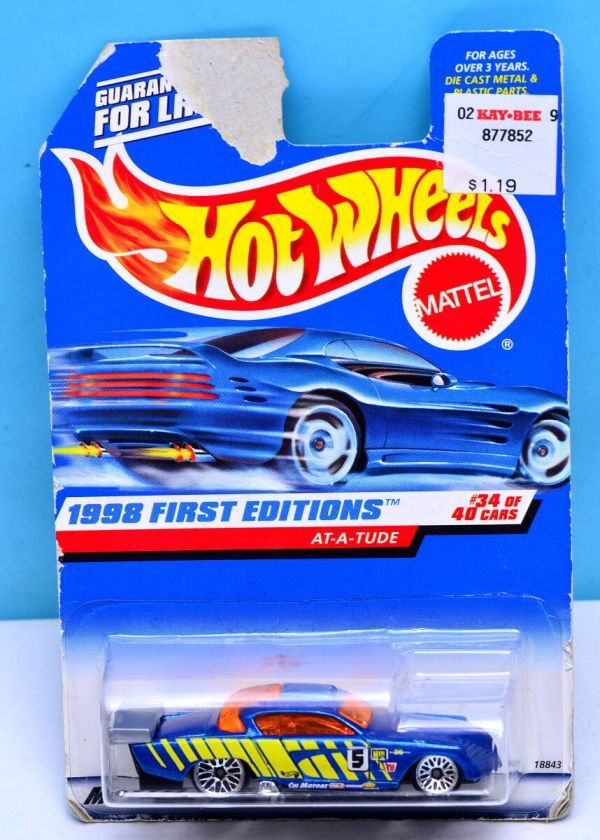 GUARAN
FOR
FOR AGES
OVER 3 YEARS.
DIE CAST METAL &
PLASTIC PARTS.
02 KAY•BEE 9
877852
$1.19
HOT WHEELS
MATTEL
®
1998 FIRST EDITIONS™
#34 OF
40 CARS
AT-A-TUDE
5
18843